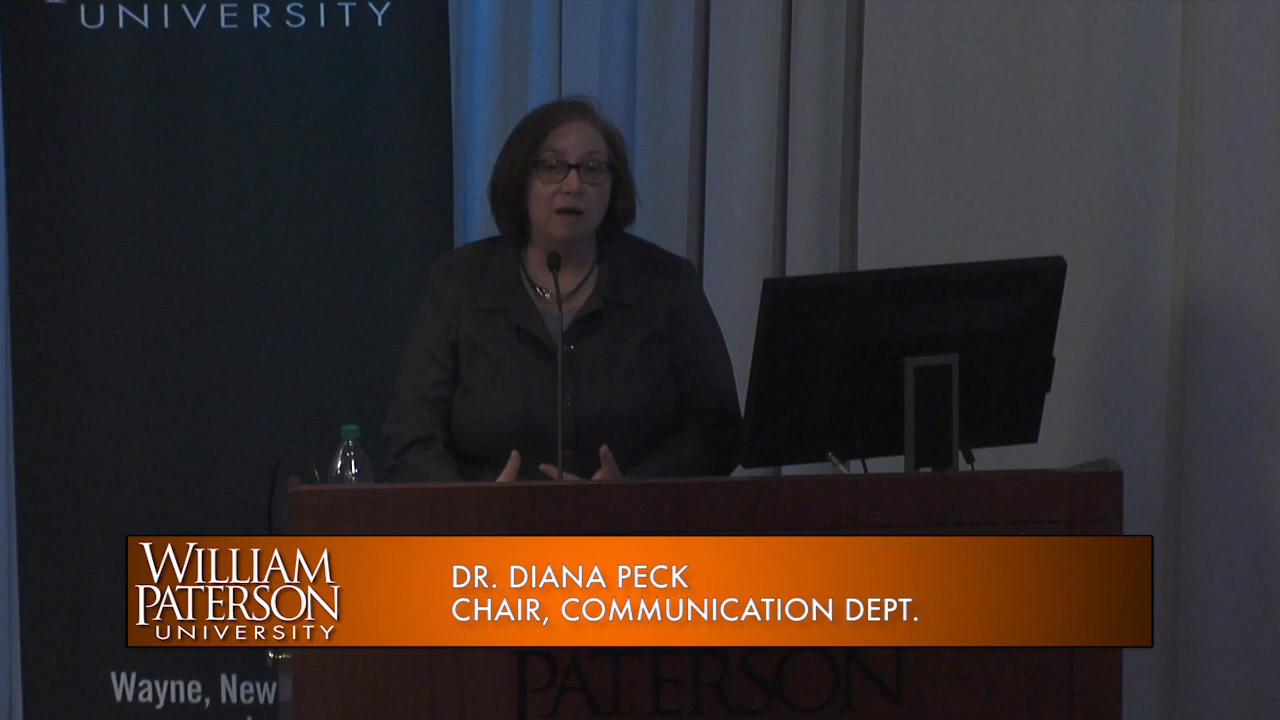 UNIVERSITY
WILLIAM
PATERSON
UNIVERSITY
DR. DIANA PECK
CHAIR, COMMUNICATION DEPT.
Wayne, New
PATERSON